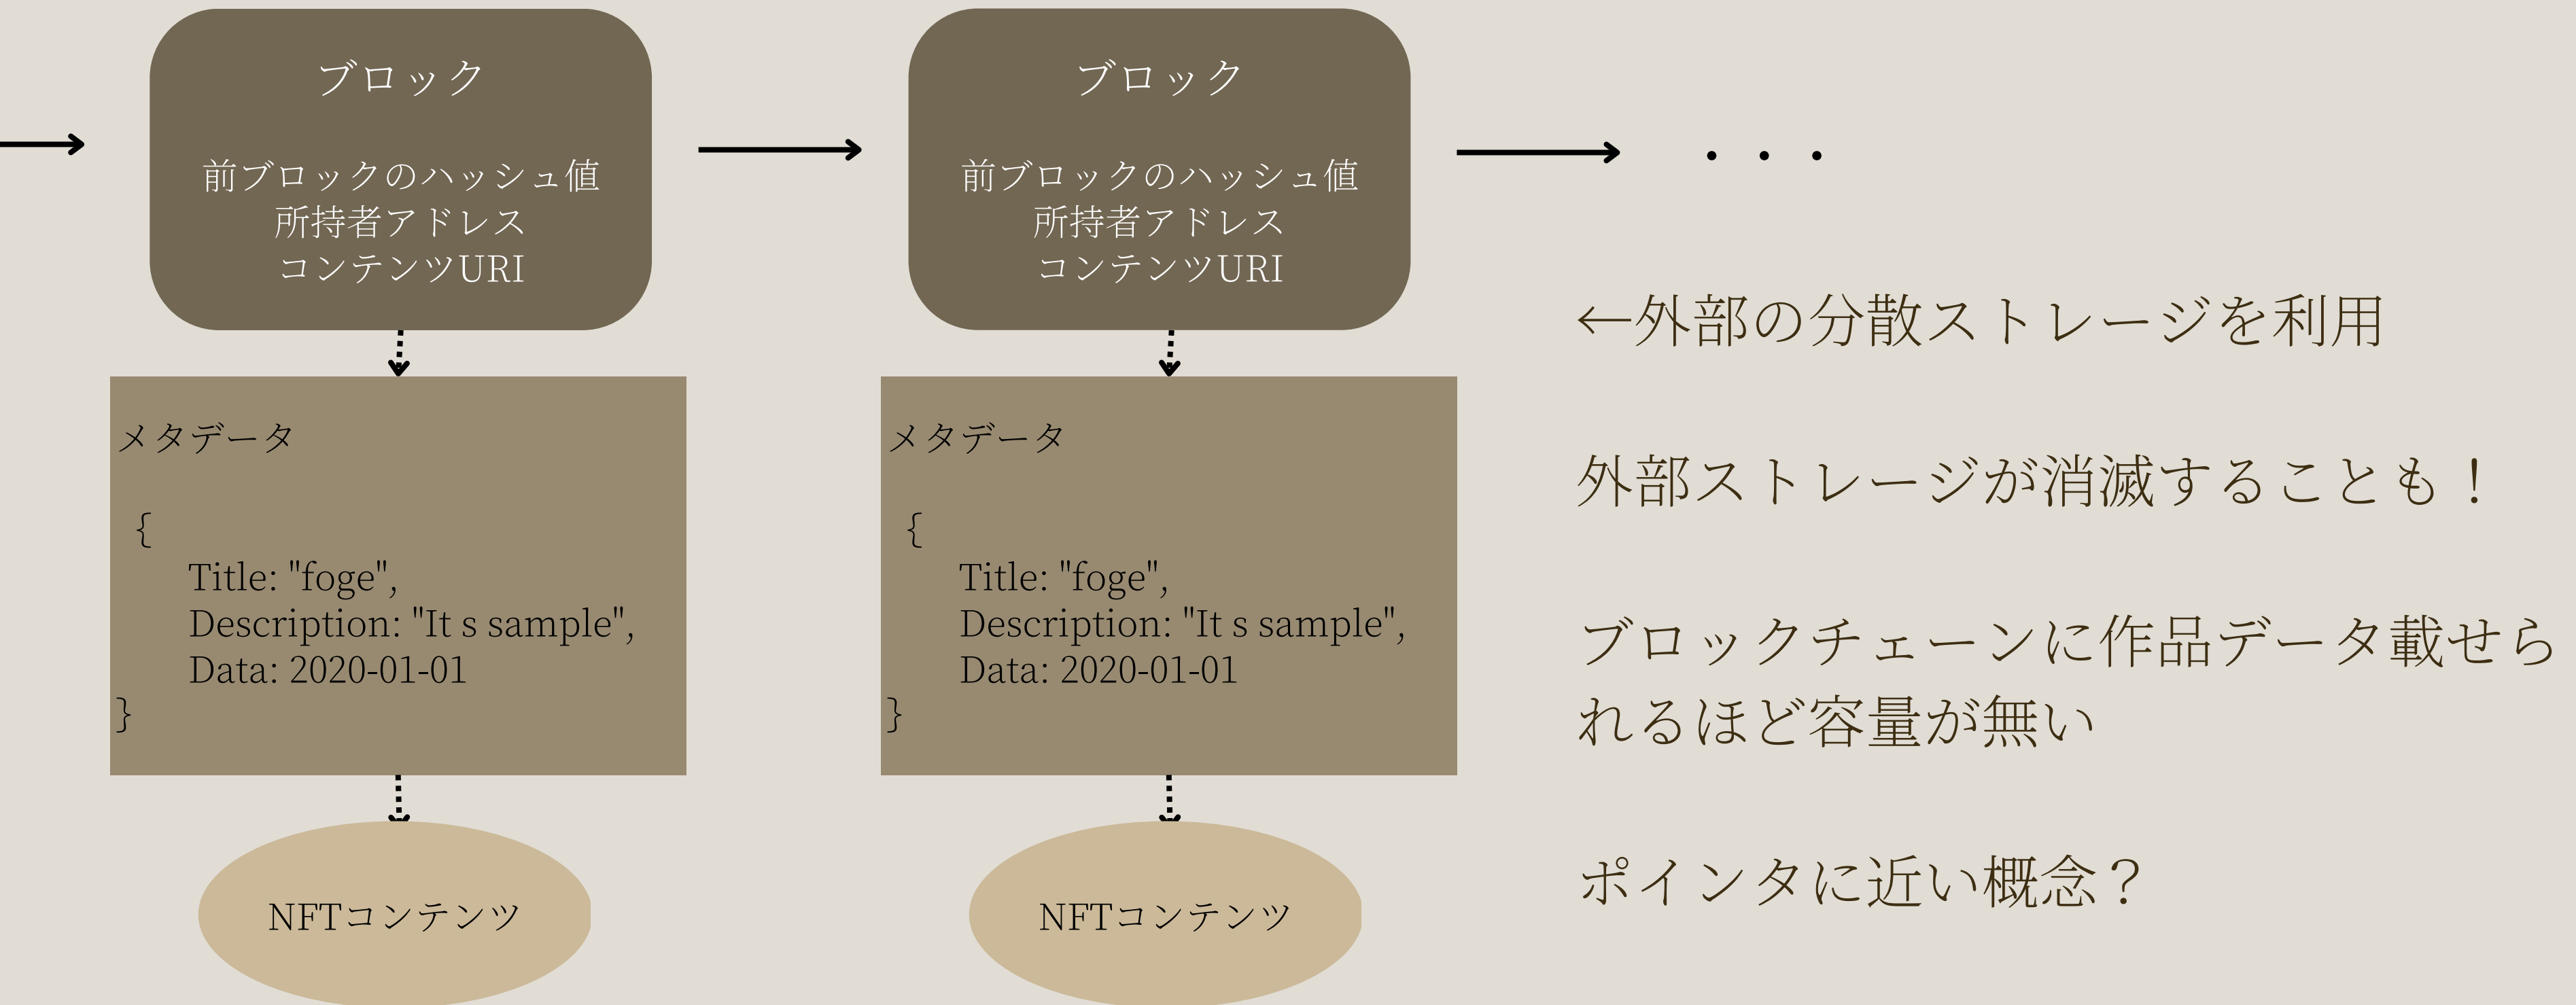 ブロック
前ブロックのハッシュ値
所持者アドレス
コンテンツURI
メタデータ
{
Title: "foge",
Description: "It s sample",
Data: 2020-01-01
}
NFTコンテンツ
ブロック
前ブロックのハッシュ値
所持者アドレス
コンテンツURI
メタデータ
{
Title: "foge",
Description: "It s sample",
Data: 2020-01-01
}
NFTコンテンツ
・・・
←外部の分散ストレージを利用
外部ストレージが消滅することも！
ブロックチェーンに作品データ載せら
れるほど容量が無い
ポインタに近い概念？